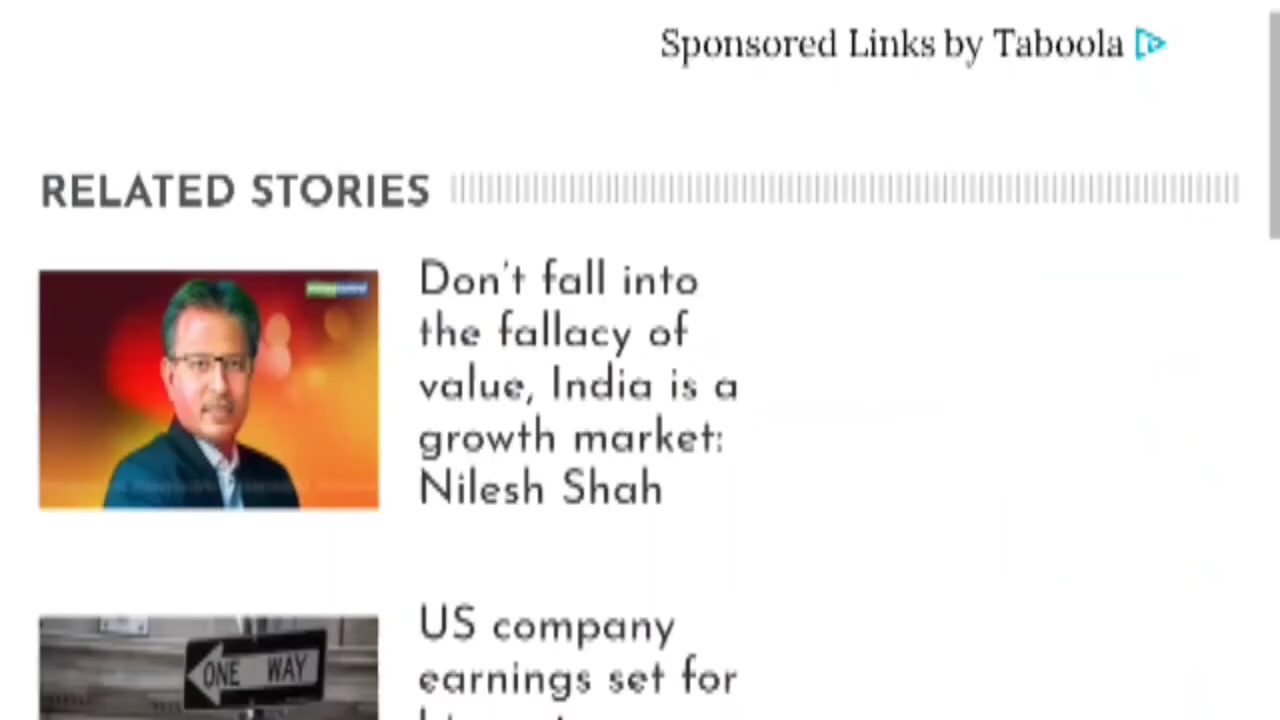 Sponsored Links by Taboola
RELATED STORIES
Don't fall into
the fallacy of
value, India is a
growth market:
Nilesh Shah
ONE WAY
US company
earnings set for